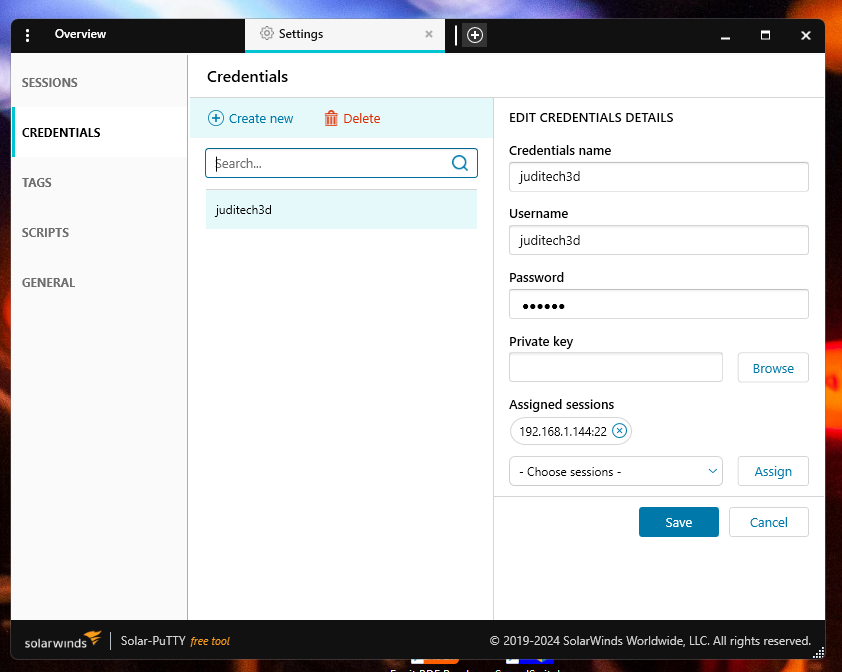 Overview
Settings
SESSIONS
CREDENTIALS
TAGS
SCRIPTS
GENERAL
Credentials
Create new
Delete
Search...
juditech3d
EDIT CREDENTIALS DETAILS
Credentials name
juditech3d
Username
juditech3d
Password
••••••
Private key
Browse
Assigned sessions
192.168.1.144:22
- Choose sessions -
Assign
Save
Cancel
solarwinds
Solar-PuTTY free tool
© 2019-2024 SolarWinds Worldwide, LLC. All rights reserved.